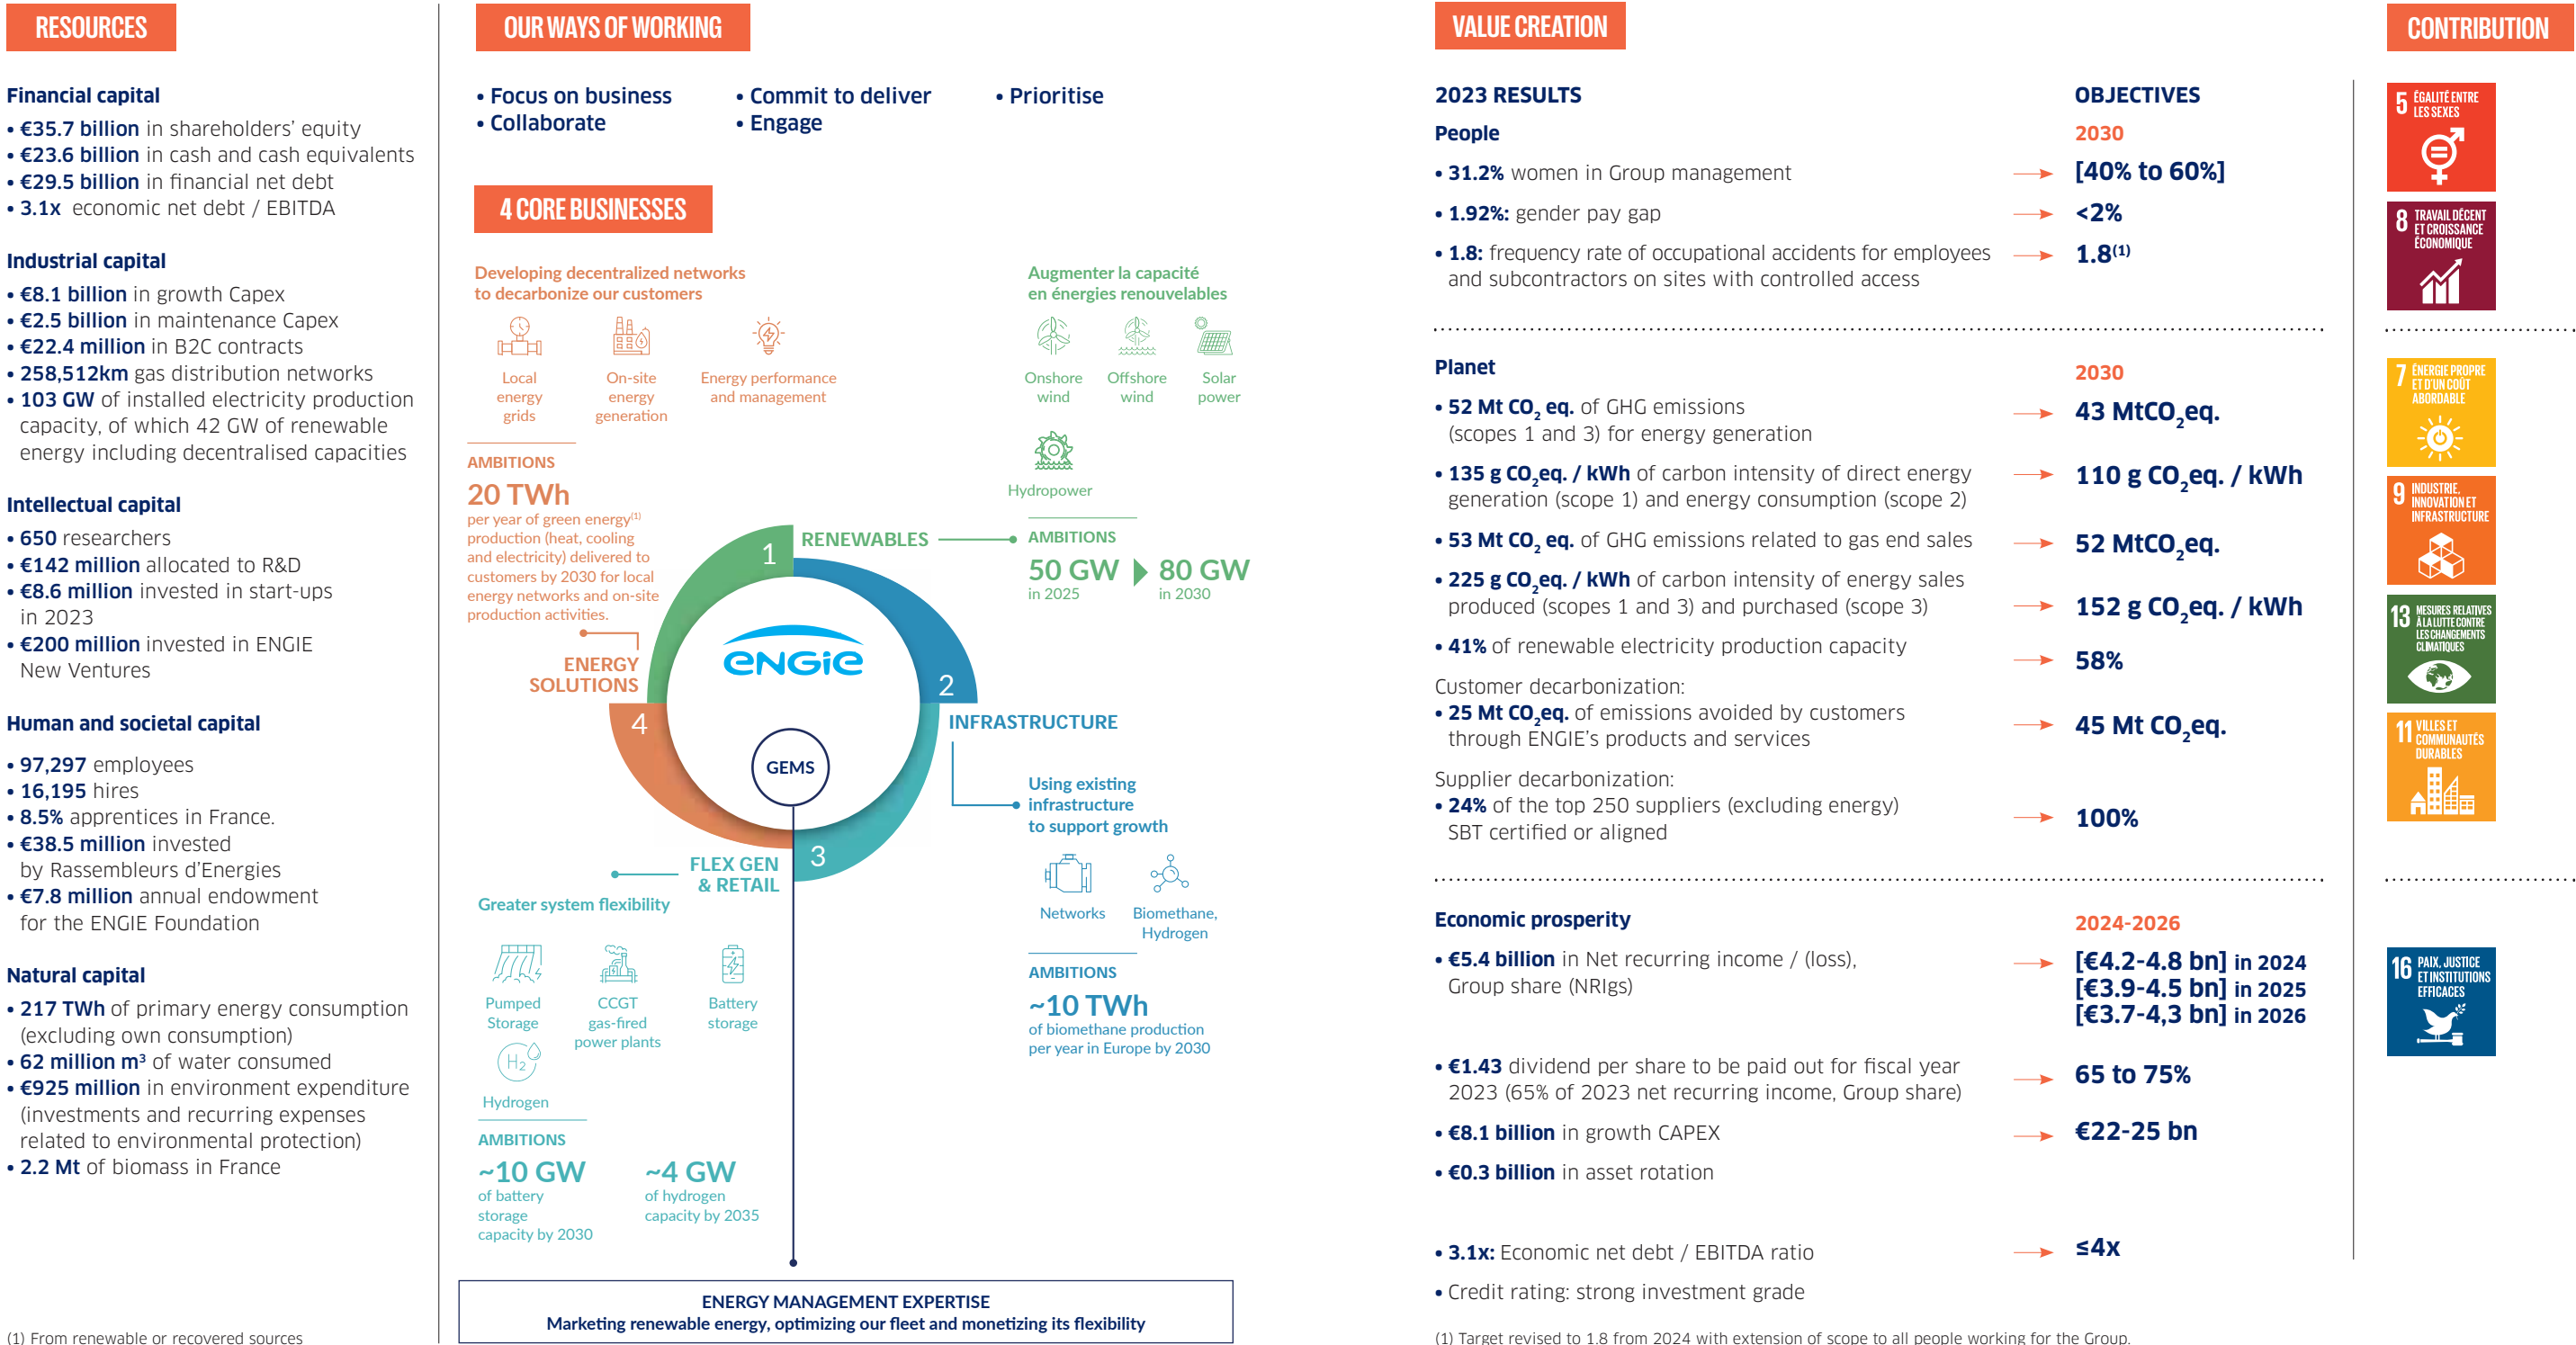 RESOURCES
Financial capital
• €35.7 billion in shareholders' equity
• €23.6 billion in cash and cash equivalents
• €29.5 billion in financial net debt
• 3.1x economic net debt / EBITDA
Industrial capital
• €8.1 billion in growth Capex
• €2.5 billion in maintenance Capex
• €22.4 million in B2C contracts
• 258,512km gas distribution networks
• 103 GW of installed electricity production
capacity, of which 42 GW of renewable
energy including decentralised capacities
Intellectual capital
• 650 researchers
• €142 million allocated to R&D
• €8.6 million invested in start-ups
in 2023
• €200 million invested in ENGIE
New Ventures
Human and societal capital
• 97,297 employees
• 16,195 hires
• 8.5% apprentices in France.
• €38.5 million invested
by Rassembleurs d'Energies
• €7.8 million annual endowment
for the ENGIE Foundation
Natural capital
• 217 TWh of primary energy consumption
(excluding own consumption)
• 62 million m³ of water consumed
• €925 million in environment expenditure
(investments and recurring expenses
related to environmental protection)
• 2.2 Mt of biomass in France
(1) From renewable or recovered sources
OUR WAYS OF WORKING
• Focus on business
• Collaborate
• Commit to deliver
• Engage
• Prioritise
4 CORE BUSINESSES
Developing decentralized networks
to decarbonize our customers
Local
energy
grids
On-site
energy
generation
Energy performance
and management
AMBITIONS
20 TWh
per year of green energy(1)
production (heat, cooling
and electricity) delivered to
customers by 2030 for local
energy networks and on-site
production activities.
ENERGY
SOLUTIONS
4
Augmenter la capacité
en énergies renouvelables
Onshore
wind
Offshore
wind
Solar
power
Hydropower
1
RENEWABLES
AMBITIONS
50 GW
in 2025
80 GW
in 2030
ENGIE
GEMS
2
INFRASTRUCTURE
Using existing
infrastructure
to support growth
Networks
Biomethane,
Hydrogen
AMBITIONS
~10 TWh
of biomethane production
per year in Europe by 2030
3
FLEX GEN
& RETAIL
Greater system flexibility
Pumped
Storage
CCGT
gas-fired
power plants
Battery
storage
H₂
Hydrogen
AMBITIONS
~10 GW
of battery
storage
capacity by 2030
~4 GW
of hydrogen
capacity by 2035
ENERGY MANAGEMENT EXPERTISE
Marketing renewable energy, optimizing our fleet and monetizing its flexibility
VALUE CREATION
2023 RESULTS
OBJECTIVES
People
2030
• 31.2% women in Group management
[40% to 60%]
• 1.92%: gender pay gap
<2%
• 1.8: frequency rate of occupational accidents for employees
and subcontractors on sites with controlled access
1.8(1)
Planet
2030
• 52 Mt CO₂ eq. of GHG emissions
(scopes 1 and 3) for energy generation
43 MtCO₂eq.
• 135 g CO₂eq. / kWh of carbon intensity of direct energy
generation (scope 1) and energy consumption (scope 2)
110 g CO₂eq. / kWh
• 53 Mt CO₂ eq. of GHG emissions related to gas end sales
52 MtCO₂eq.
• 225 g CO₂eq. / kWh of carbon intensity of energy sales
produced (scopes 1 and 3) and purchased (scope 3)
152 g CO₂eq. / kWh
• 41% of renewable electricity production capacity
58%
Customer decarbonization:
• 25 Mt CO₂eq. of emissions avoided by customers
through ENGIE's products and services
45 Mt CO₂eq.
Supplier decarbonization:
• 24% of the top 250 suppliers (excluding energy)
SBT certified or aligned
100%
Economic prosperity
2024-2026
• €5.4 billion in Net recurring income / (loss),
Group share (NRIgs)
[€4.2-4.8 bn] in 2024
[€3.9-4.5 bn] in 2025
[€3.7-4,3 bn] in 2026
• €1.43 dividend per share to be paid out for fiscal year
2023 (65% of 2023 net recurring income, Group share)
65 to 75%
• €8.1 billion in growth CAPEX
€22-25 bn
• €0.3 billion in asset rotation
• 3.1x: Economic net debt / EBITDA ratio
≤4x
• Credit rating: strong investment grade
(1) Target revised to 1.8 from 2024 with extension of scope to all people working for the Group.
CONTRIBUTION
5 ÉGALITÉ ENTRE
LES SEXES
8 TRAVAIL DÉCENT
ET CROISSANCE
ÉCONOMIQUE
7 ÉNERGIE PROPRE
ET D'UN COÛT
ABORDABLE
9 INDUSTRIE,
INNOVATION ET
INFRASTRUCTURE
13 MESURES RELATIVES
À LA LUTTE CONTRE
LES CHANGEMENTS
CLIMATIQUES
11 VILLES ET
COMMUNAUTÉS
DURABLES
16 PAIX, JUSTICE
ET INSTITUTIONS
EFFICACES